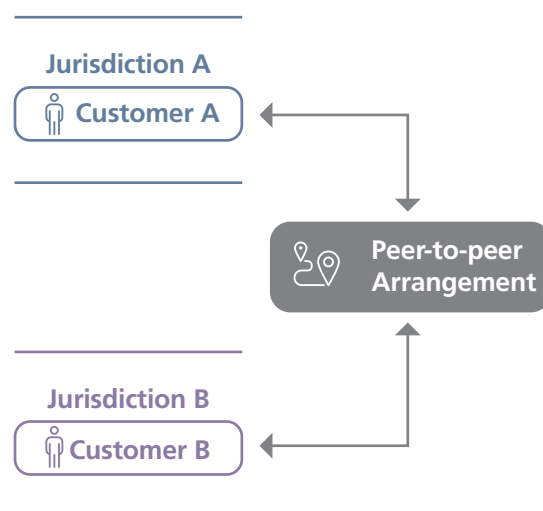 Jurisdiction A
Customer A
Peer-to-peer
Arrangement
Jurisdiction B
Customer B